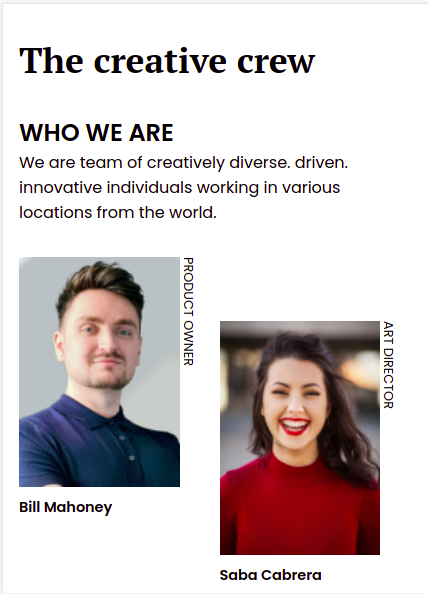 The creative crew
WHO WE ARE
We are team of creatively diverse. driven.
innovative individuals working in various
locations from the world.
PRODUCT OWNER
Bill Mahoney
ART DIRECTOR
Saba Cabrera